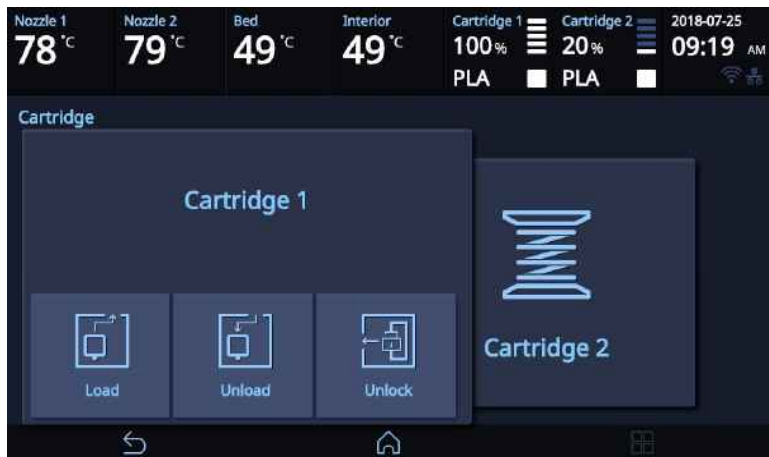 Nozzle 1 Nozzle 2 Bed Interior Cartridge 1 Cartridge 2 2018-07-25
78 °C 79 °C 49 °C 49 °C 100 % 20 % 09:19 AM
PLA PLA
Cartridge
Cartridge 1
Cartridge 2
Load Unload Unlock